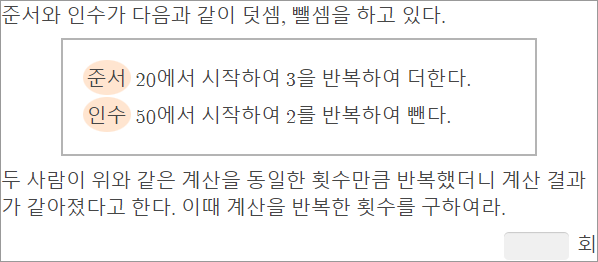 준서와 인수가 다음과 같이 덧셈, 뺄셈을 하고 있다.
준서 20에서 시작하여 3을 반복하여 더한다.
인수 50에서 시작하여 2를 반복하여 뺀다.
두 사람이 위와 같은 계산을 동일한 횟수만큼 반복했더니 계산 결과
가 같아졌다고 한다. 이때 계산을 반복한 횟수를 구하여라.
회